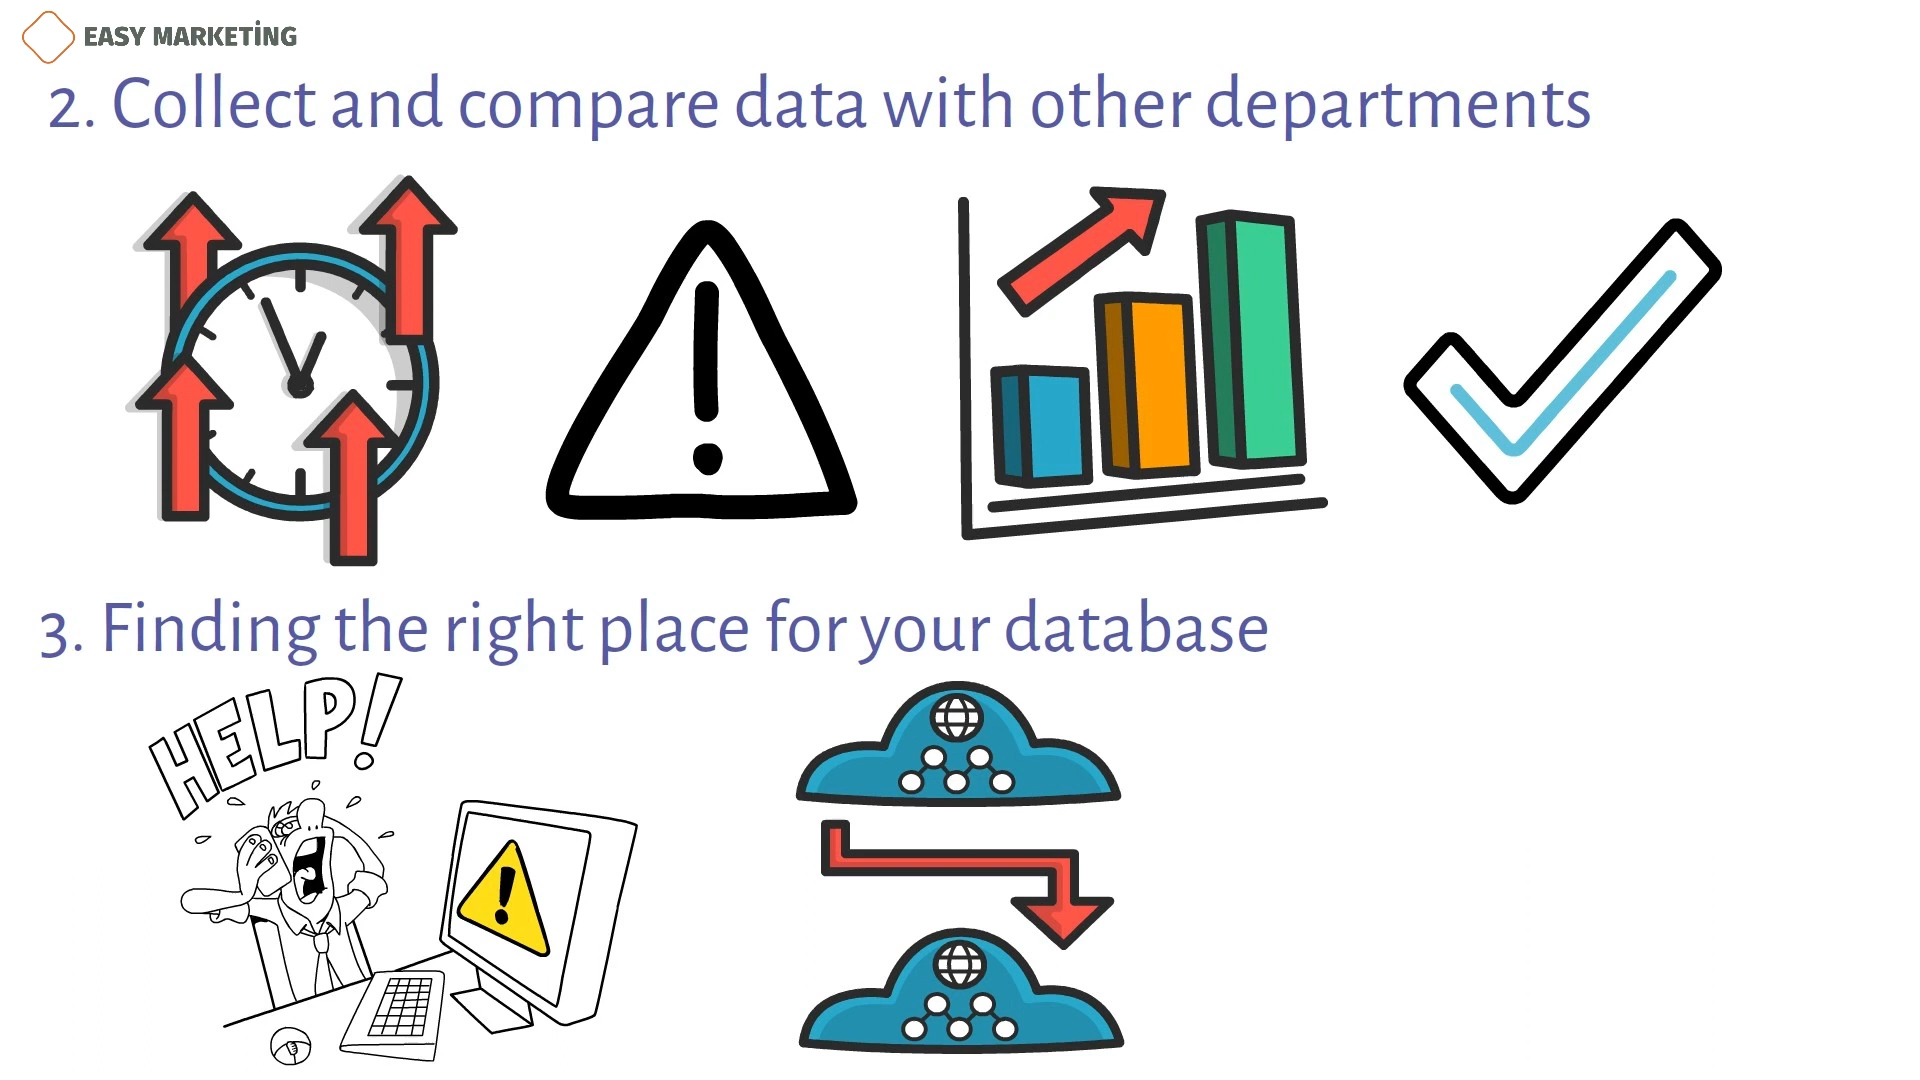 EASY MARKETİNG
2. Collect and compare data with other departments
3. Finding the right place for your database
HELP!